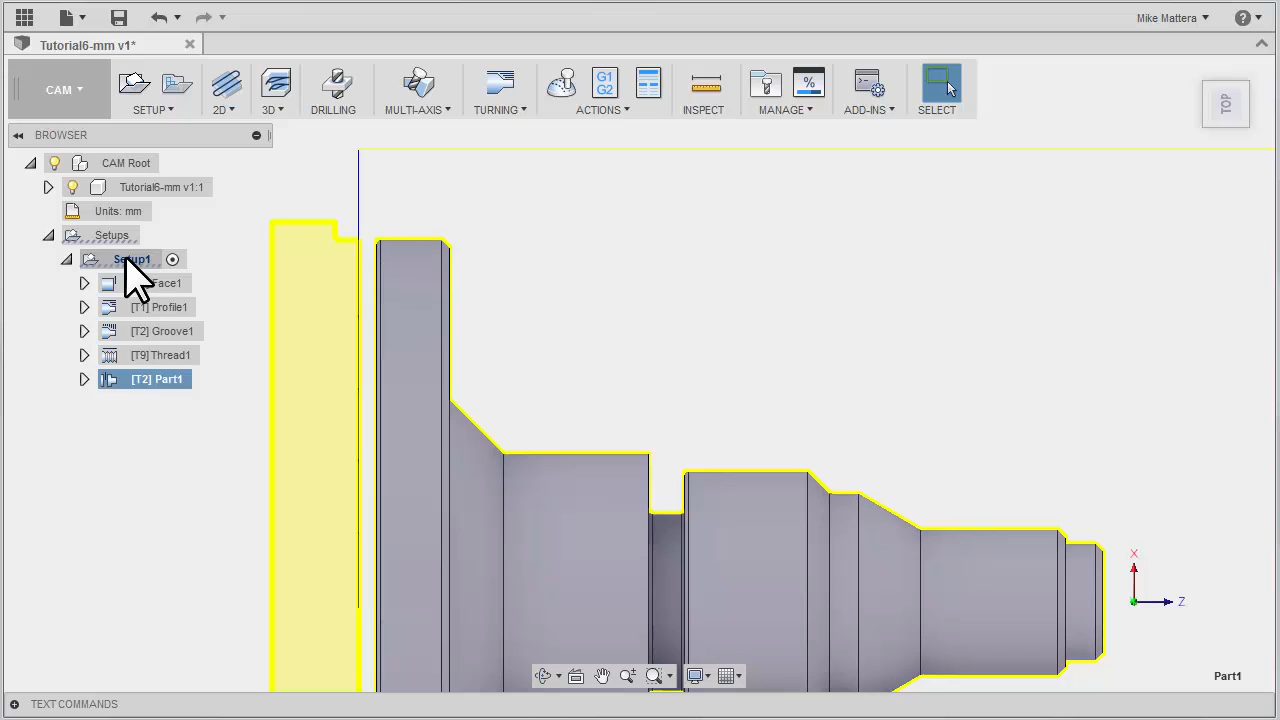 Mike Mattera
Tutorial6-mm v1*
CAM
SETUP
2D
3D
DRILLING
MULTI-AXIS
TURNING
G1
G2
ACTIONS
INSPECT
%
MANAGE
ADD-INS
SELECT
TOP
BROWSER
CAM Root
Tutorial6-mm v1:1
Units: mm
Setups
Setup1
Face1
[T1] Profile1
[T2] Groove1
[T9] Thread1
[T2] Part1
X
Z
Part1
TEXT COMMANDS